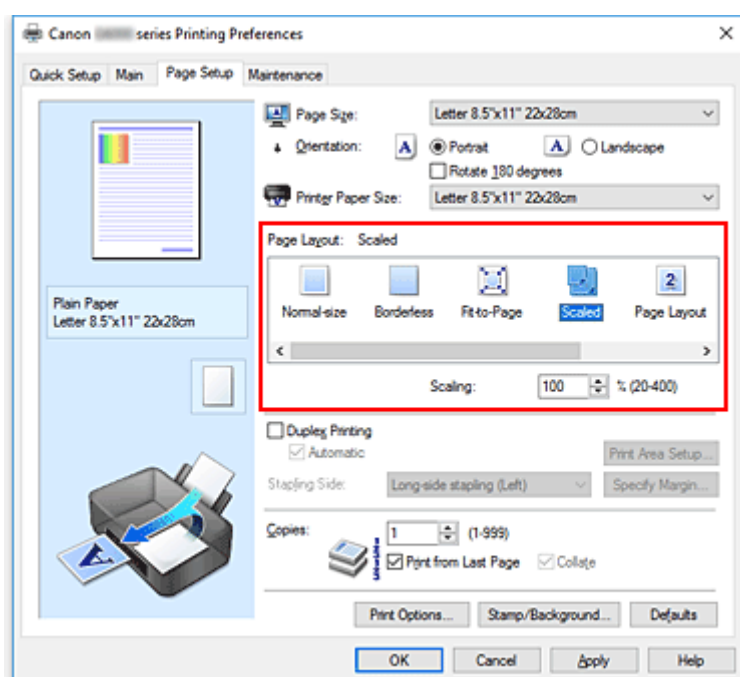 Canon series Printing Preferences
Quick Setup Main Page Setup Maintenance
Page Size: Letter 8.5"x11" 22x28cm
Orientation: A Portrait A Landscape
Rotate 180 degrees
Printer Paper Size: Letter 8.5"x11" 22x28cm
Page Layout: Scaled
Normal-size Borderless Fit-to-Page Scaled 2 Page Layout
Scaling: 100 % (20-400)
Plain Paper
Letter 8.5"x11" 22x28cm
Duplex Printing
Automatic
Print Area Setup...
Stapling Side: Long-side stapling (Left) Specify Margin...
Copies: 1 (1-999)
Print from Last Page Collate
A
Print Options... Stamp/Background... Defaults
OK Cancel Apply Help